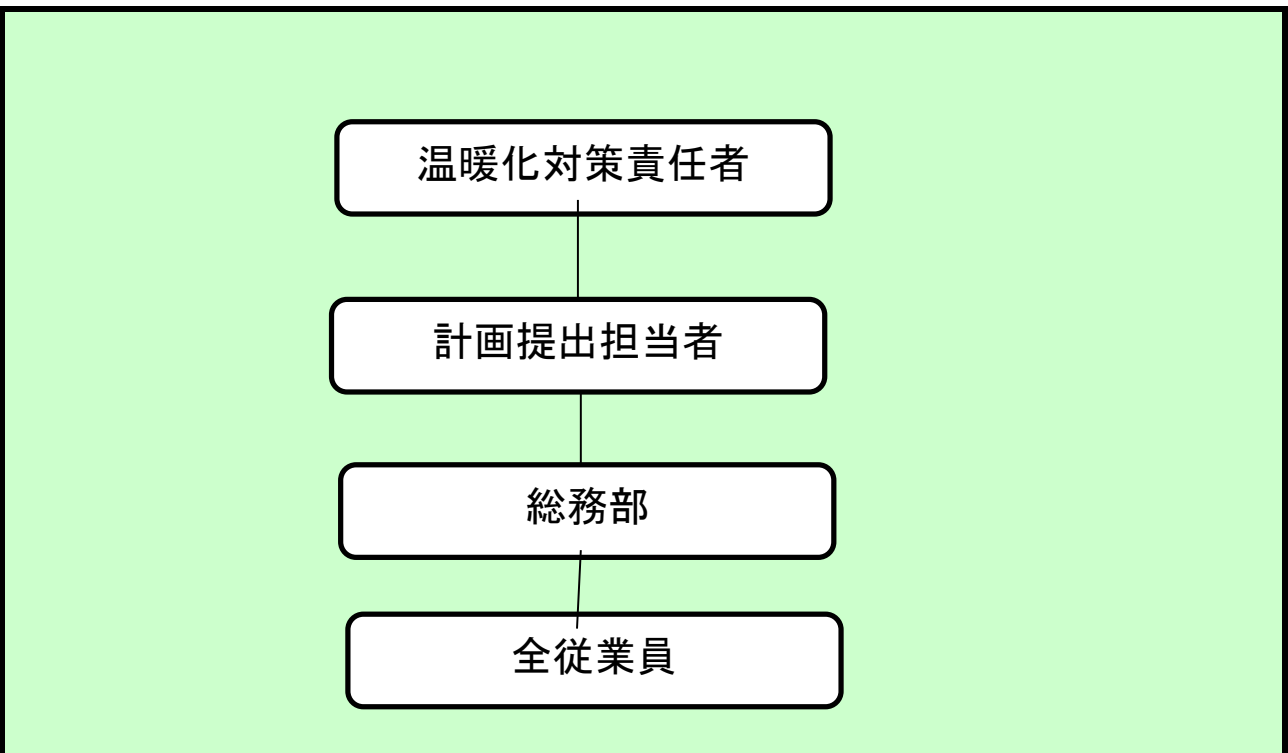 温暖化対策責任者
計画提出担当者
総務部
全従業員